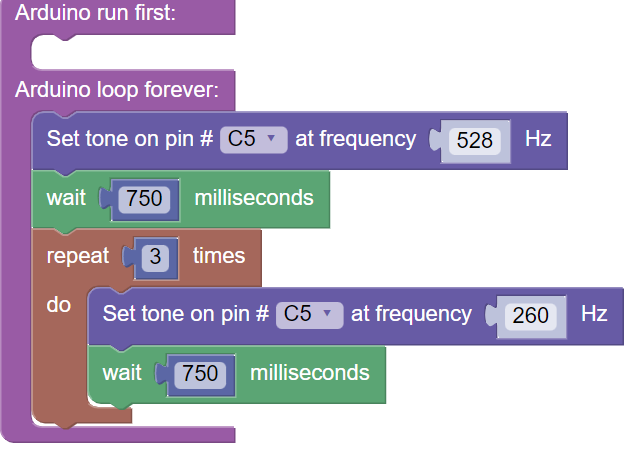 Arduino run first:
Arduino loop forever:
Set tone on pin # C5 at frequency 528 Hz
wait 750 milliseconds
repeat 3 times
do
Set tone on pin # C5 at frequency 260 Hz
wait 750 milliseconds